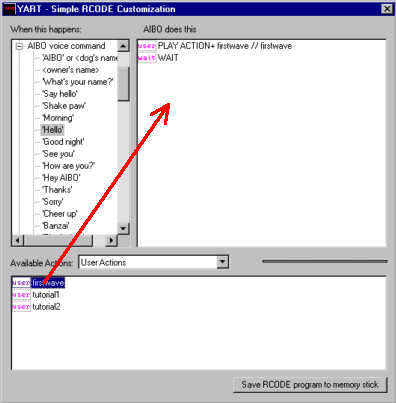 YART YART - Simple RCODE Customization
When this happens:
AIBO does this
AIBO voice command
'AIBO' or <dog's name
<owner's name>
'What's your name?'
'Say hello'
'Shake paw'
'Morning'
'Hello'
'Good night'
'See you'
'How are you?'
'Hey AIBO'
'Thanks'
'Sorry'
'Cheer up'
'Banzai'
user PLAY ACTION+ firstwave // firstwave
wait WAIT
Available Actions: User Actions
user firstwave
user tutorial1
user tutorial2
Save RCODE program to memory stick